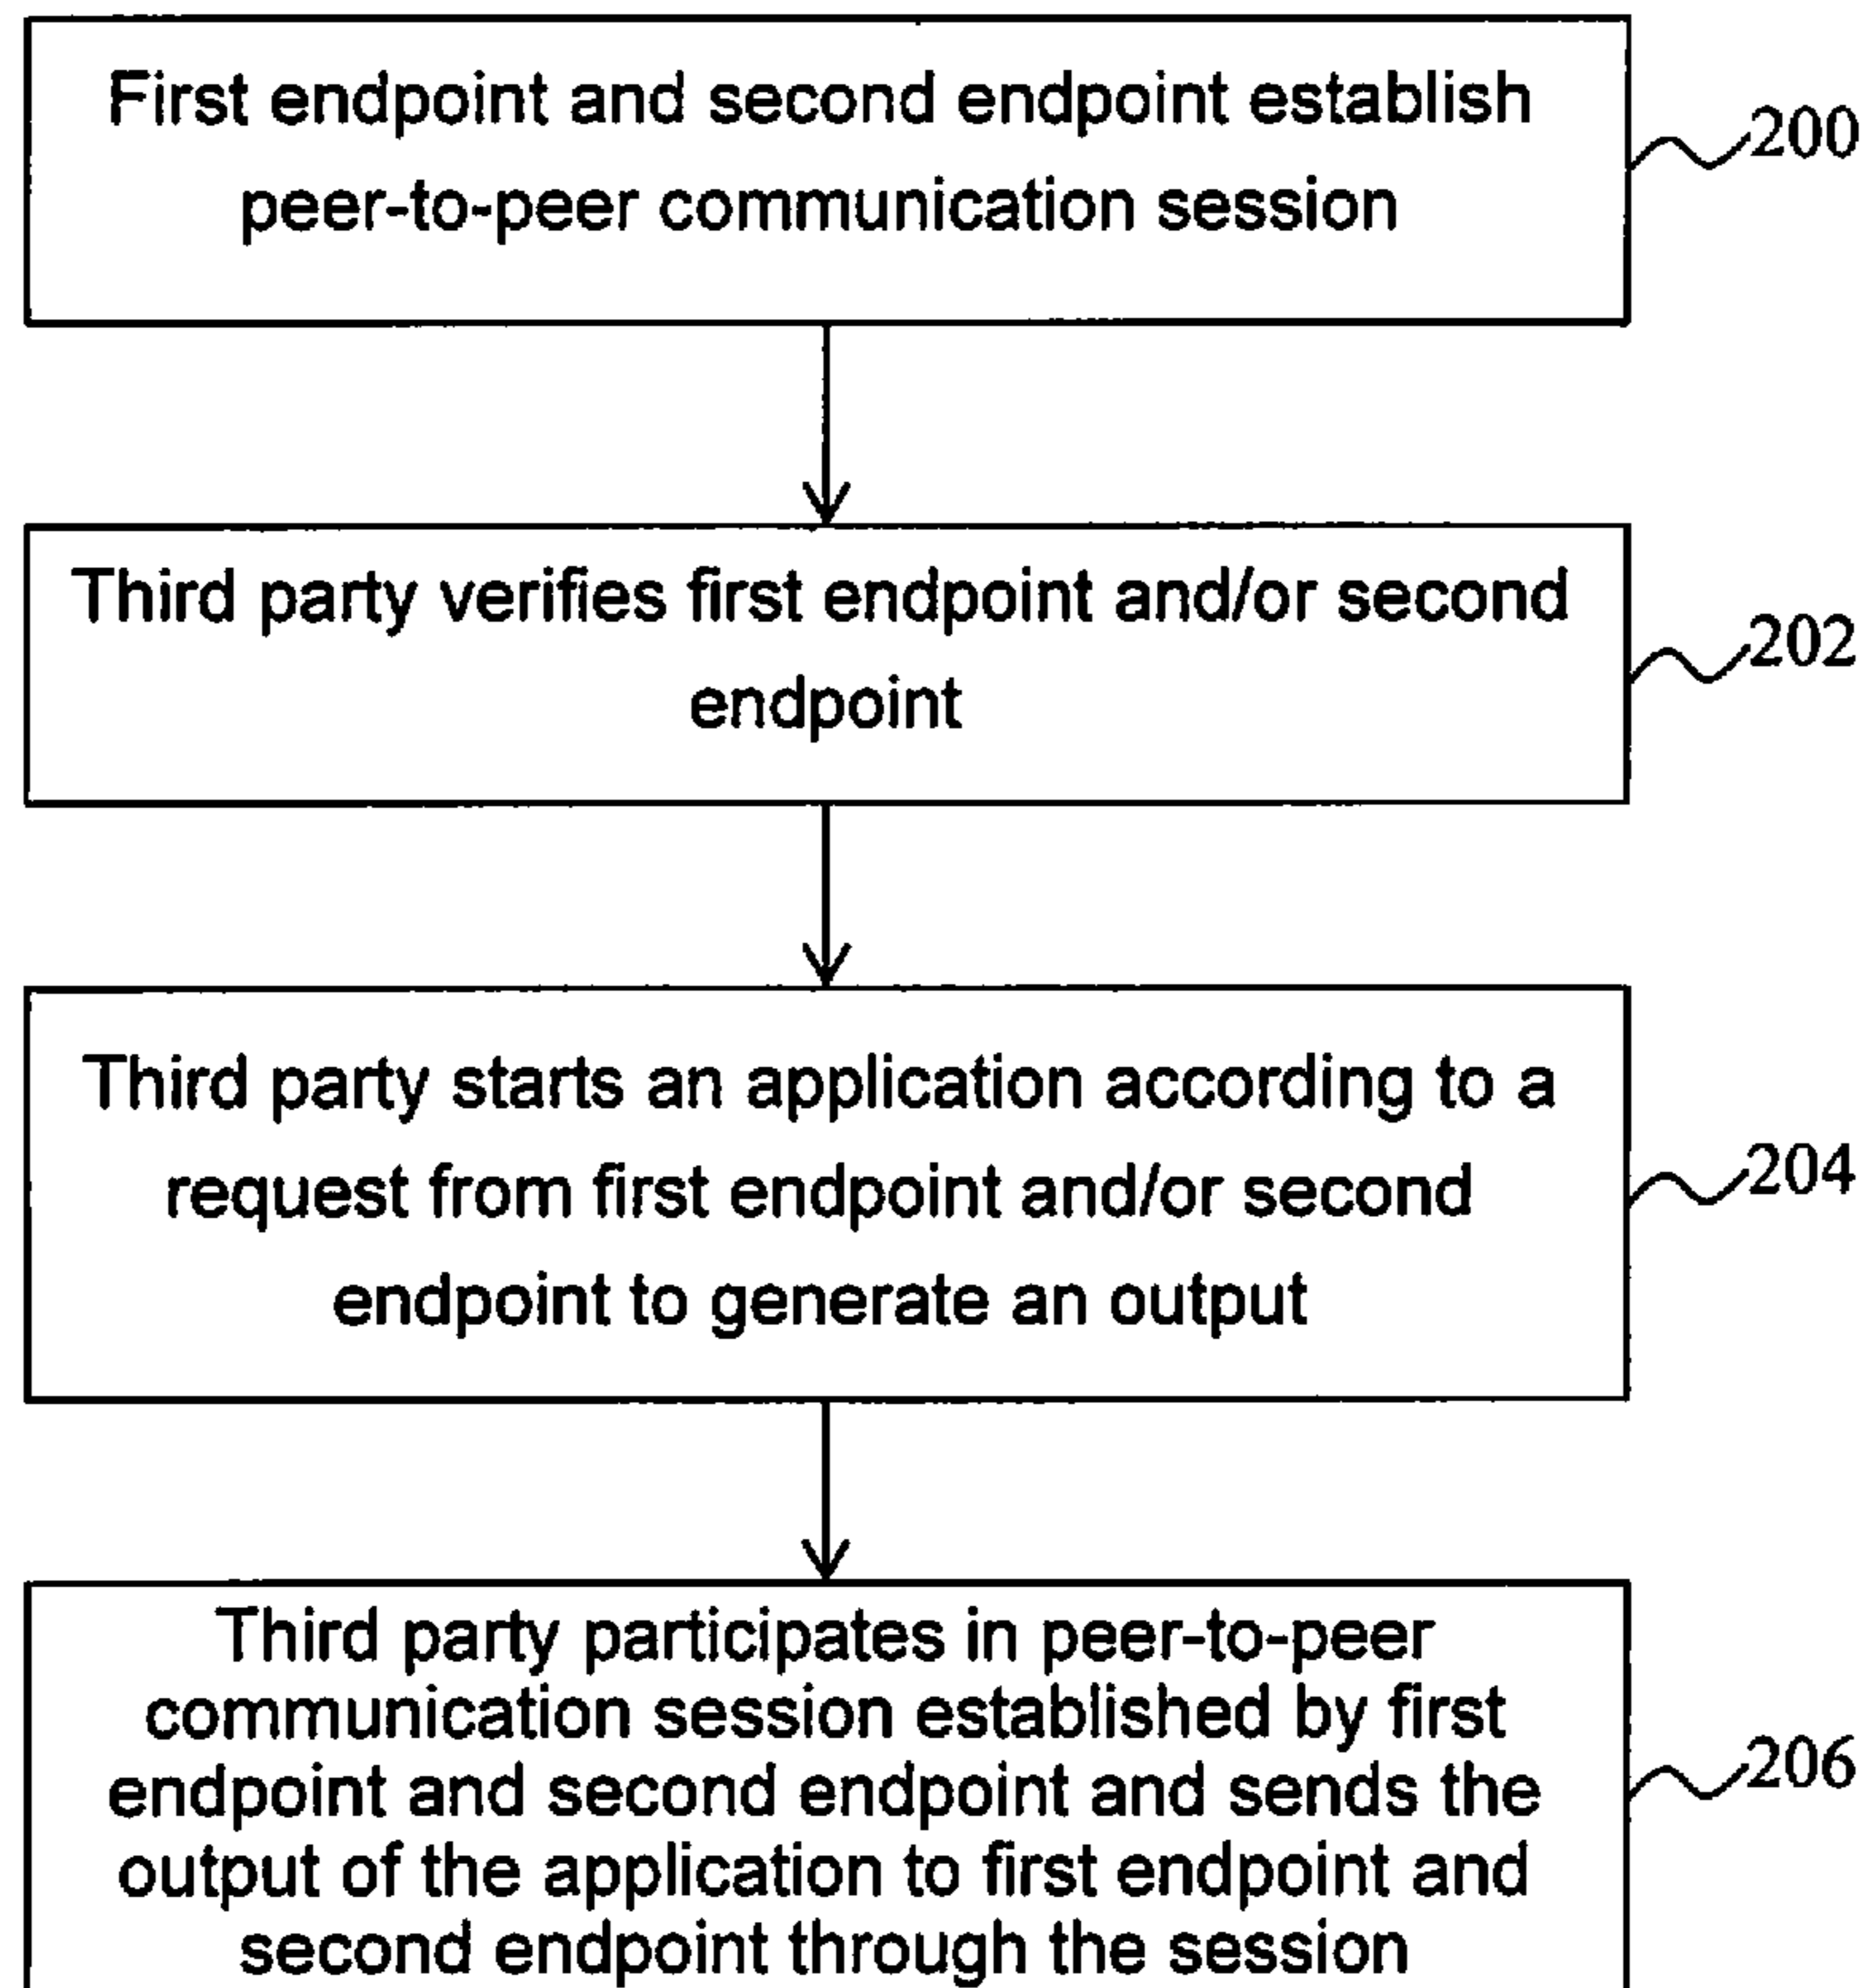 First endpoint and second endpoint establish
peer-to-peer communication session
200
Third party verifies first endpoint and/or second
endpoint
202
Third party starts an application according to a
request from first endpoint and/or second
endpoint to generate an output
204
Third party participates in peer-to-peer
communication session established by first
endpoint and second endpoint and sends the
output of the application to first endpoint and
second endpoint through the session
206